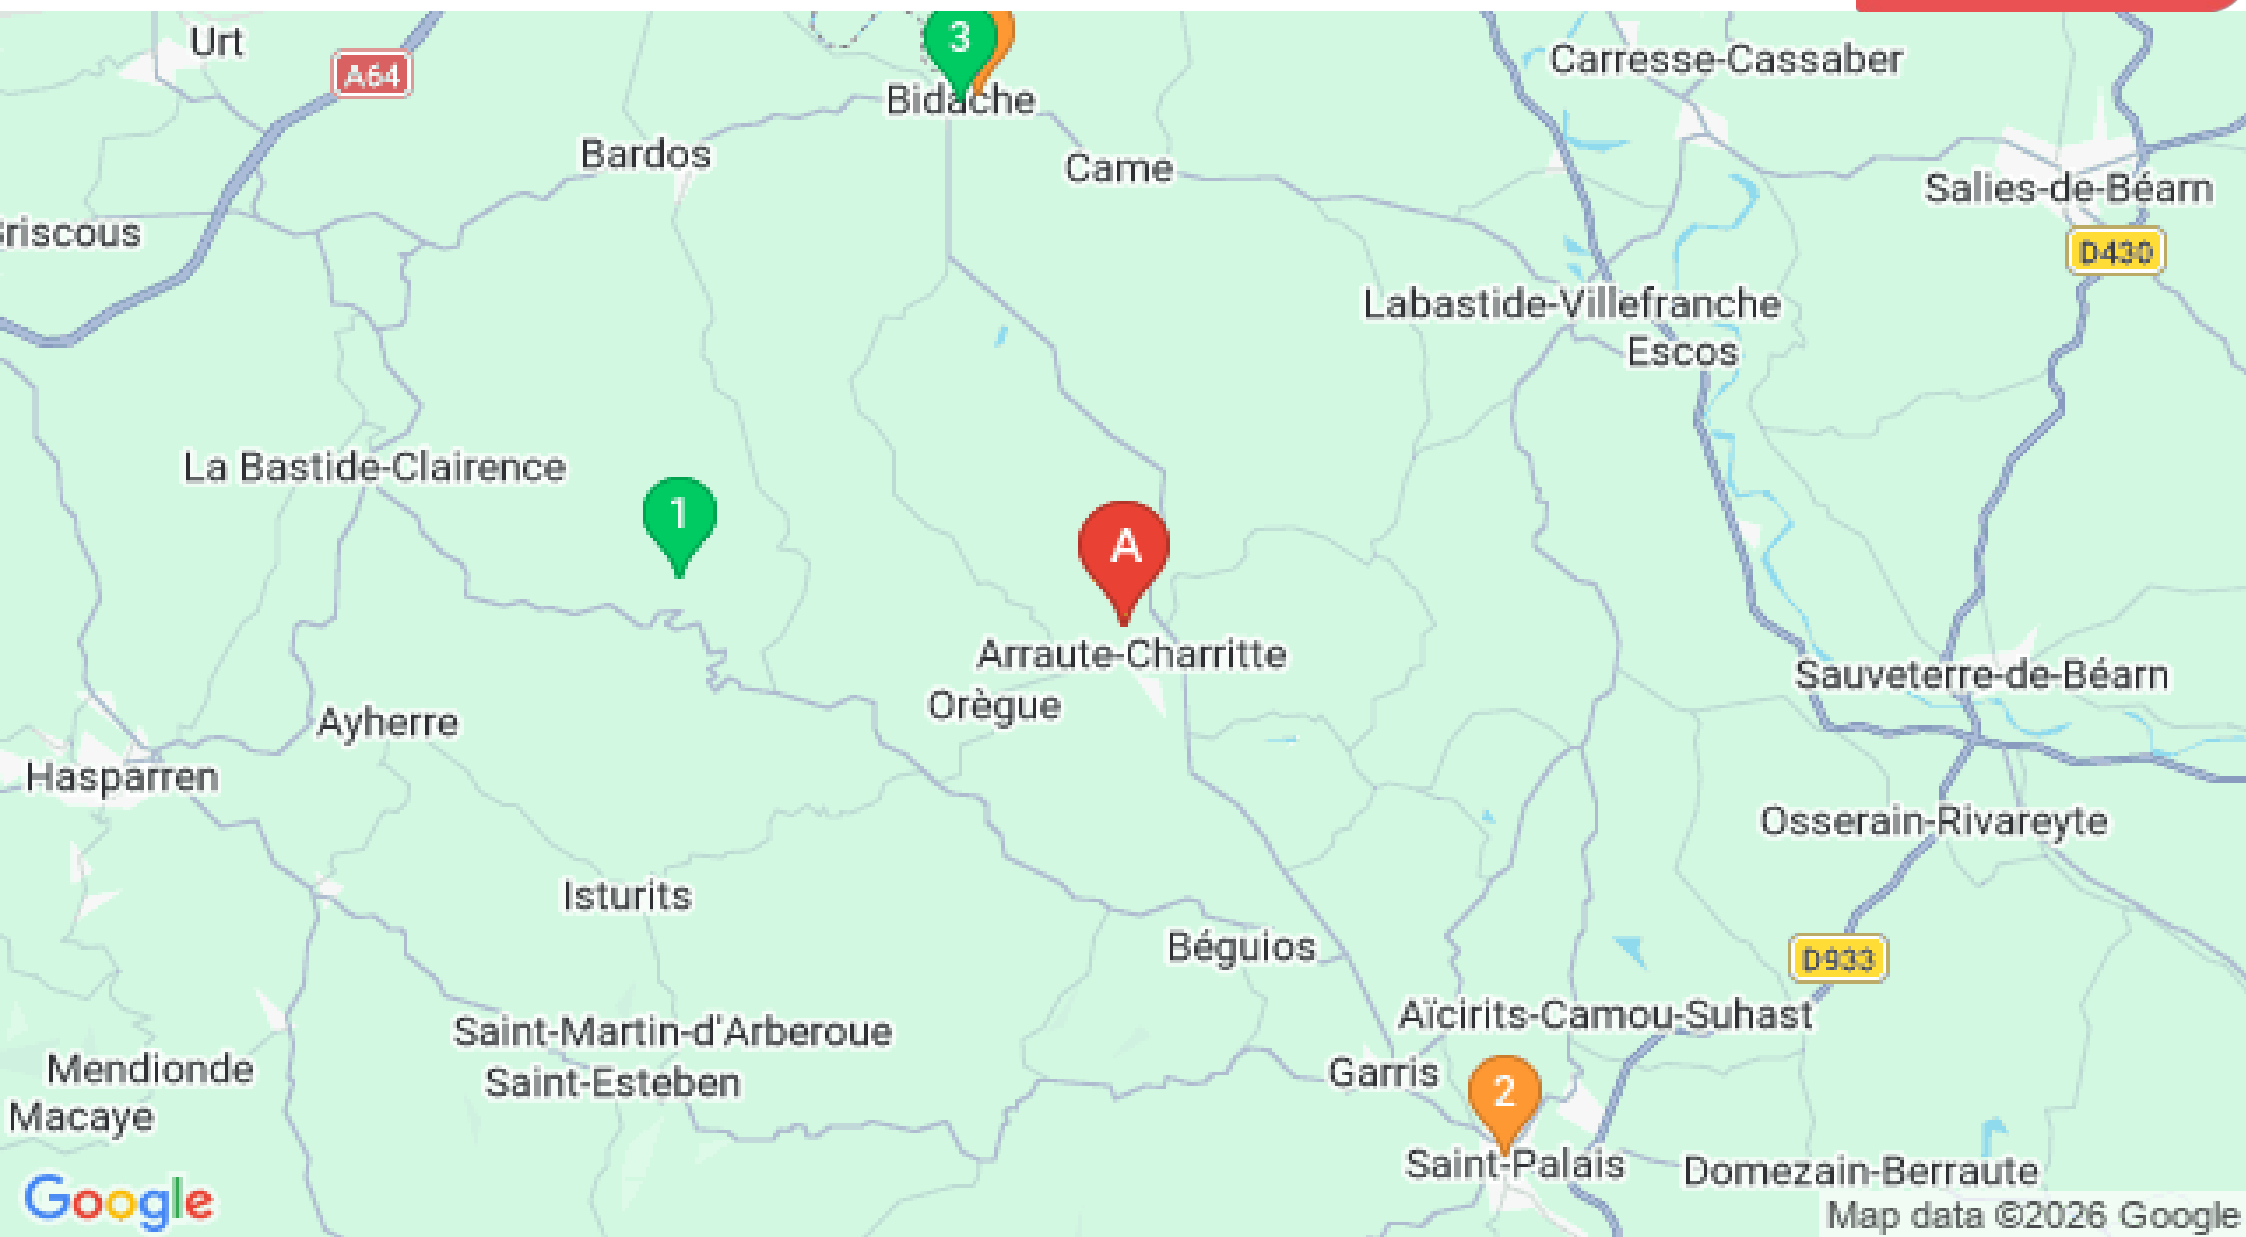 Urt
3
Carresse-Cassaber
A64
Bidache
Bardos
Came
Salies-de-Béarn
riscous
D430
Labastide-Villefranche
Escos
La Bastide-Clairence
1
A
Arraute-Charritte
Sauveterre-de-Béarn
Orègue
Ayherre
Hasparren
Osserain-Rivareyte
Isturits
Béguios
D933
Aïcirits-Camou-Suhast
Saint-Martin-d'Arberoue
Mendionde
Garris
Saint-Esteben
2
Macaye
Saint-Palais
Domezain-Berraute
Google
Map data ©2026 Google